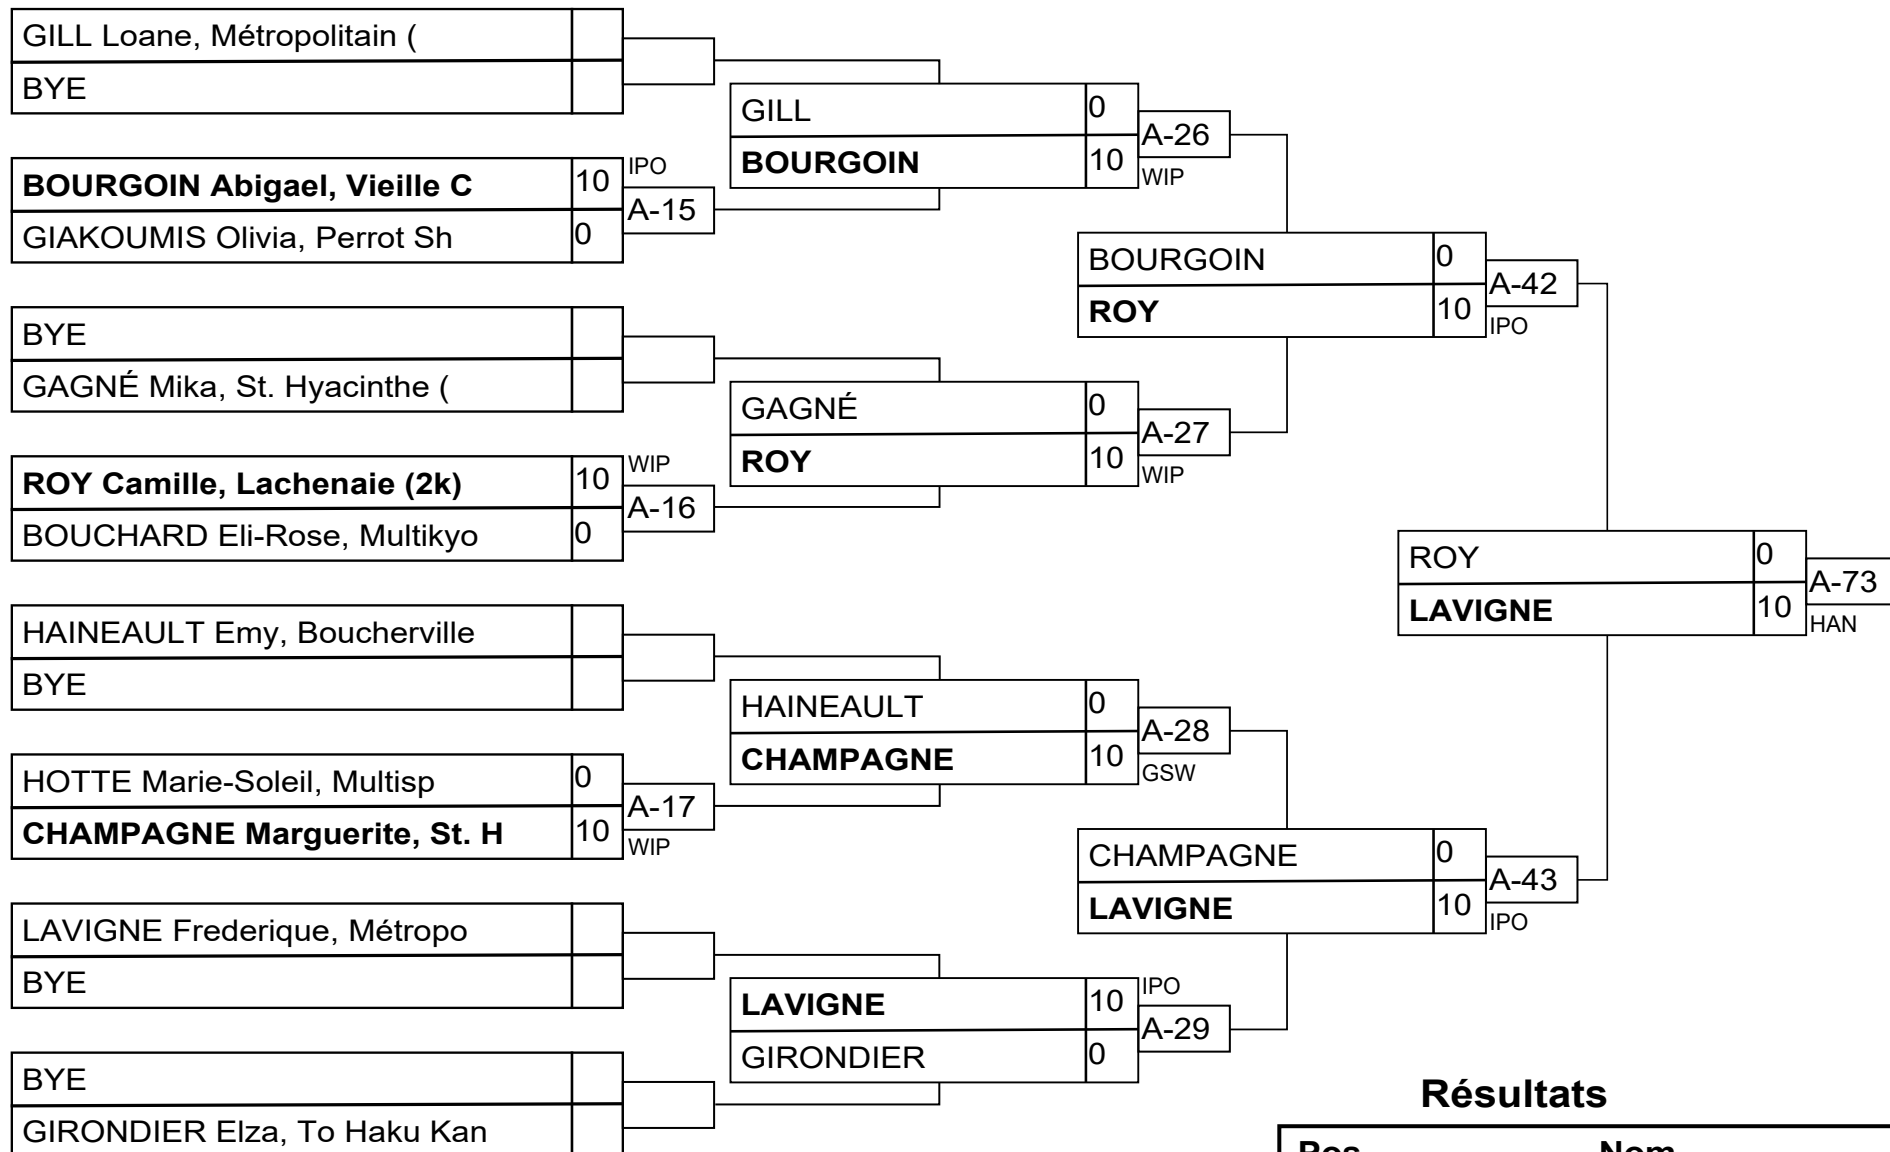 GILL Loane, Métropolitain (
BYE
BOURGOIN Abigael, Vieille C 10 IPO
GIAKOUMIS Olivia, Perrot Sh 0
A-15
BYE
GAGNÉ Mika, St. Hyacinthe (
ROY Camille, Lachenaie (2k) 10 WIP
BOUCHARD Eli-Rose, Multikyo 0
A-16
HAINEAULT Emy, Boucherville
BYE
HOTTE Marie-Soleil, Multisp 0
CHAMPAGNE Marguerite, St. H 10 WIP
A-17
LAVIGNE Frederique, Métropo
BYE
BYE
GIRONDIER Elza, To Haku Kan
GILL 0
BOURGOIN 10 WIP
A-26
GAGNÉ 0
ROY 10 WIP
A-27
HAINEAULT 0
CHAMPAGNE 10 GSW
A-28
LAVIGNE 10 IPO
GIRONDIER 0
A-29
BOURGOIN 0
ROY 10 IPO
A-42
CHAMPAGNE 0
LAVIGNE 10 IPO
A-43
ROY 0
LAVIGNE 10 HAN
A-73
Résultats
Pos Nom